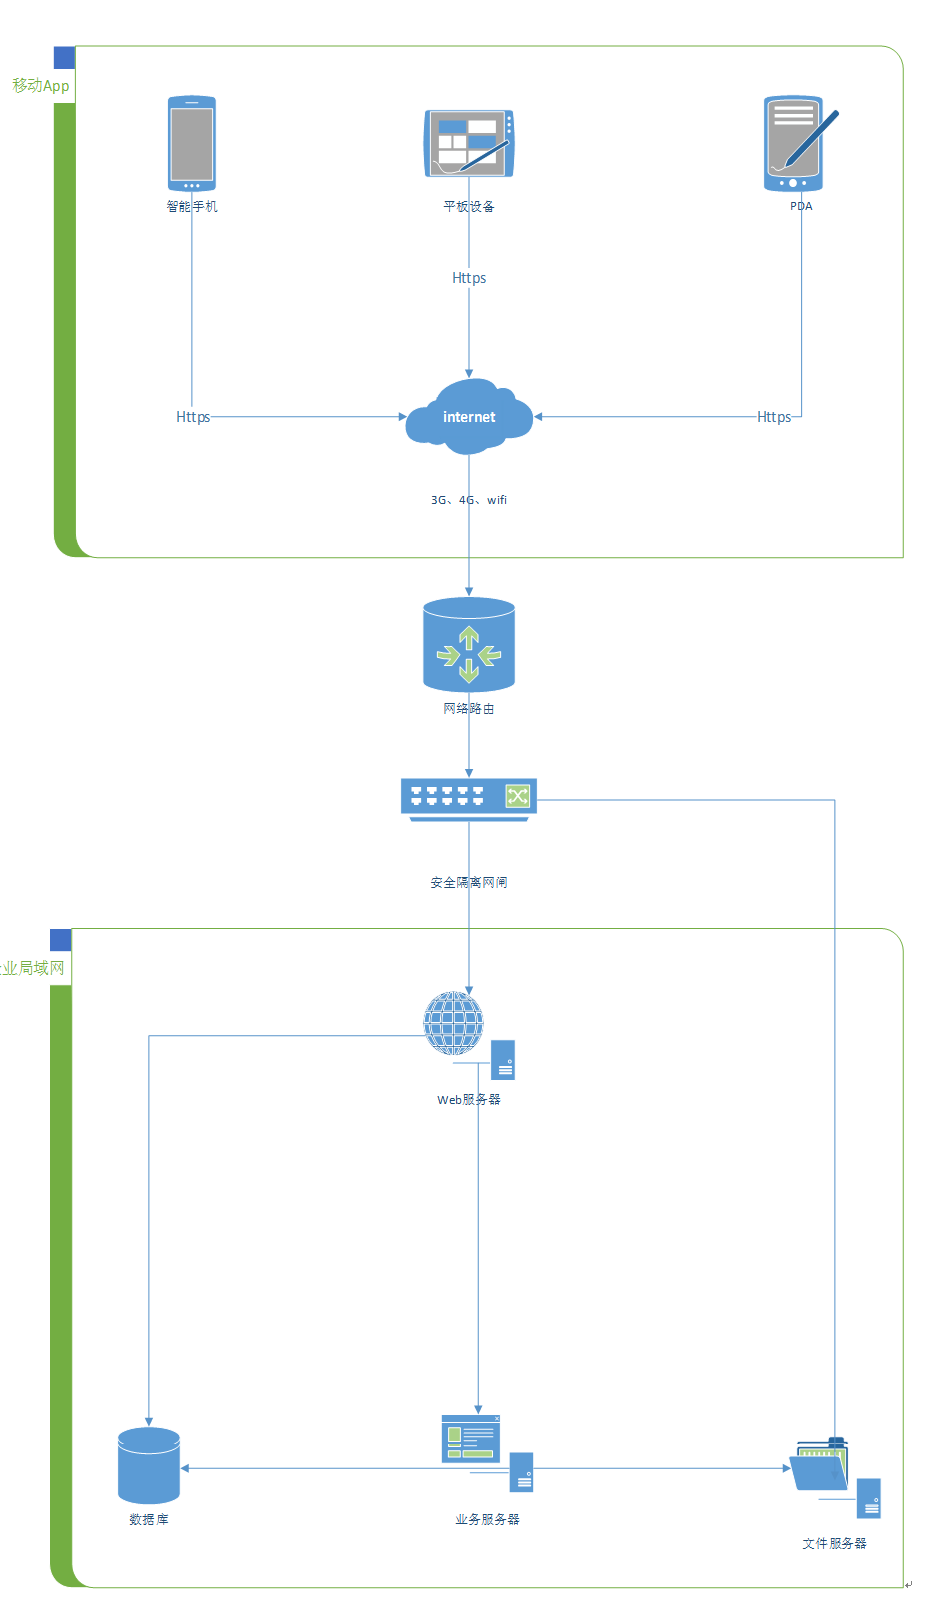 移动App
智能手机
平板设备
PDA
Https
Https
Https
internet
3G、4G、wifi
网络路由
安全隔离网闸
业局域网
Web服务器
数据库
业务服务器
文件服务器